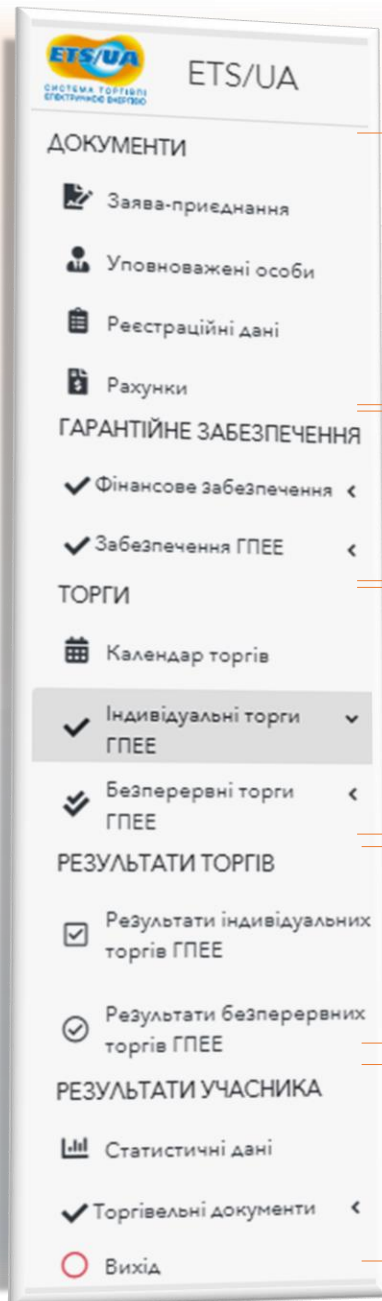 ETS/UA
СИСТЕМА ТОРГІВЛІ
ЕЛЕКТРИЧНОЮ ЕНЕРГІЄЮ
ETS/UA
ДОКУМЕНТИ
Заява-приєднання
Уповноважені особи
Реєстраційні дані
Рахунки
ГАРАНТІЙНЕ ЗАБЕЗПЕЧЕННЯ
Фінансове забезпечення
Забезпечення ГПЕЕ
ТОРГИ
Календар торгів
Індивідуальні торги
ГПЕЕ
Безперервні торги
ГПЕЕ
РЕЗУЛЬТАТИ ТОРГІВ
Результати індивідуальних
торгів ГПЕЕ
Результати безперервних
торгів ГПЕЕ
РЕЗУЛЬТАТИ УЧАСНИКА
Статистичні дані
Торгівельні документи
Вихід